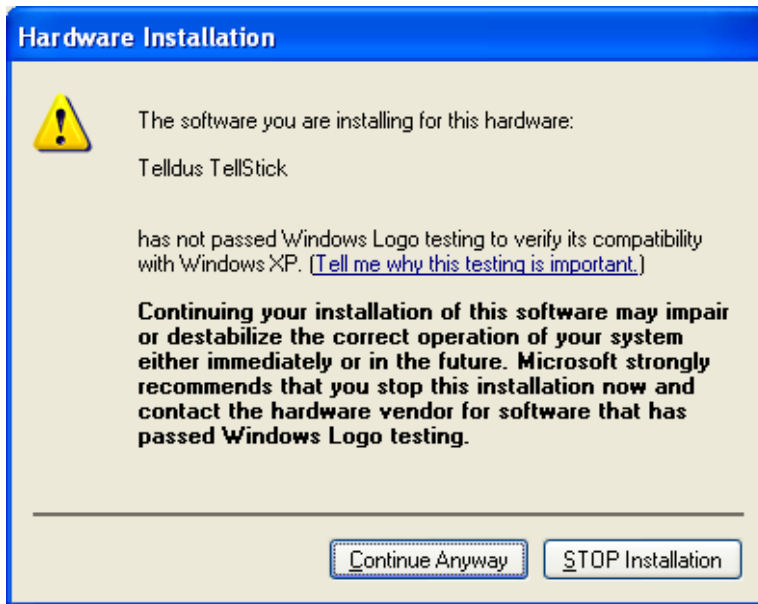 Hardware Installation
The software you are installing for this hardware:
Telldus TellStick
has not passed Windows Logo testing to verify its compatibility
with Windows XP. (Tell me why this testing is important.)
Continuing your installation of this software may impair
or destabilize the correct operation of your system
either immediately or in the future. Microsoft strongly
recommends that you stop this installation now and
contact the hardware vendor for software that has
passed Windows Logo testing.
Continue Anyway
STOP Installation